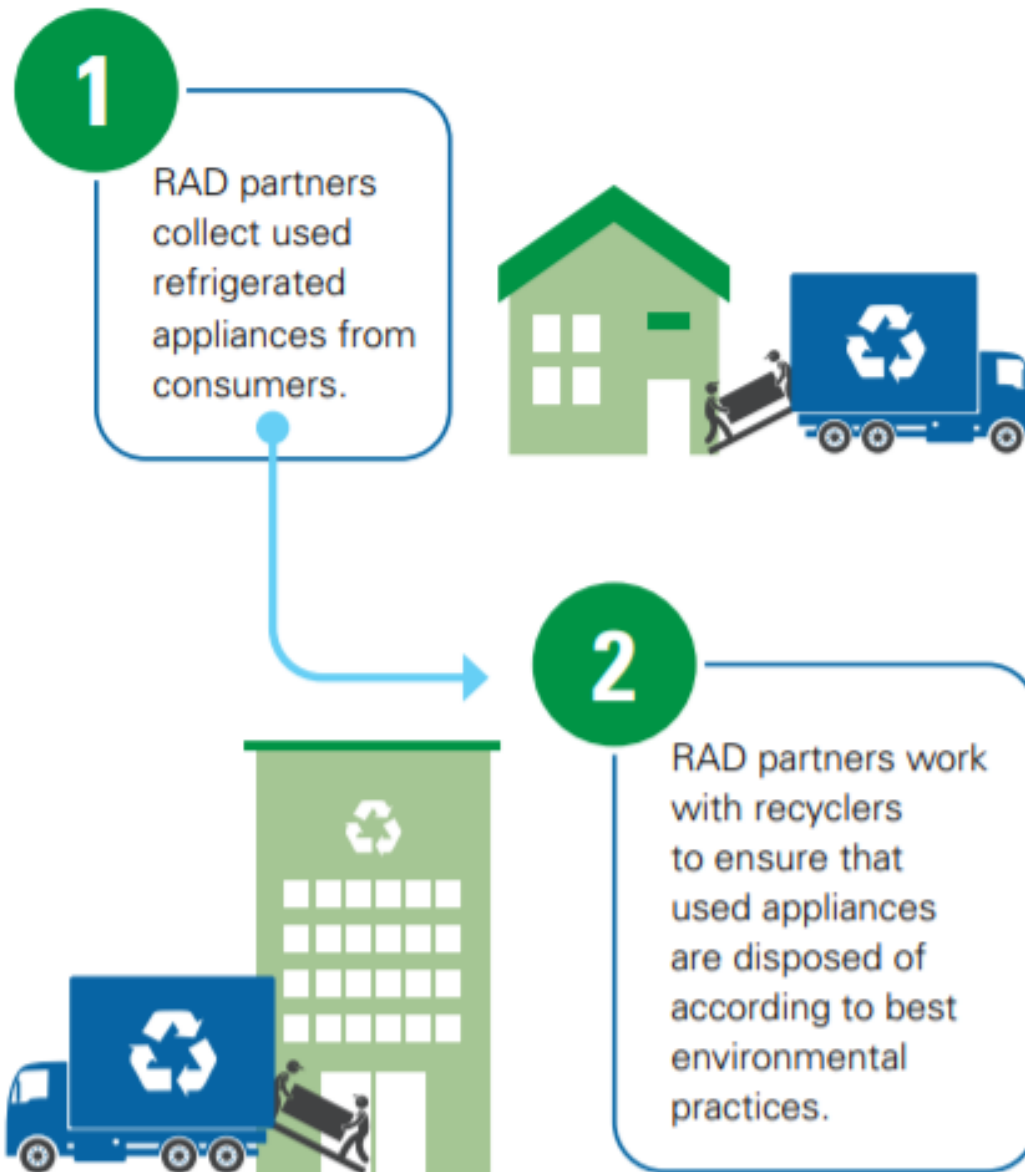 1
RAD partners
collect used
refrigerated
appliances from
consumers.
2
RAD partners work
with recyclers
to ensure that
used appliances
are disposed of
according to best
environmental
practices.